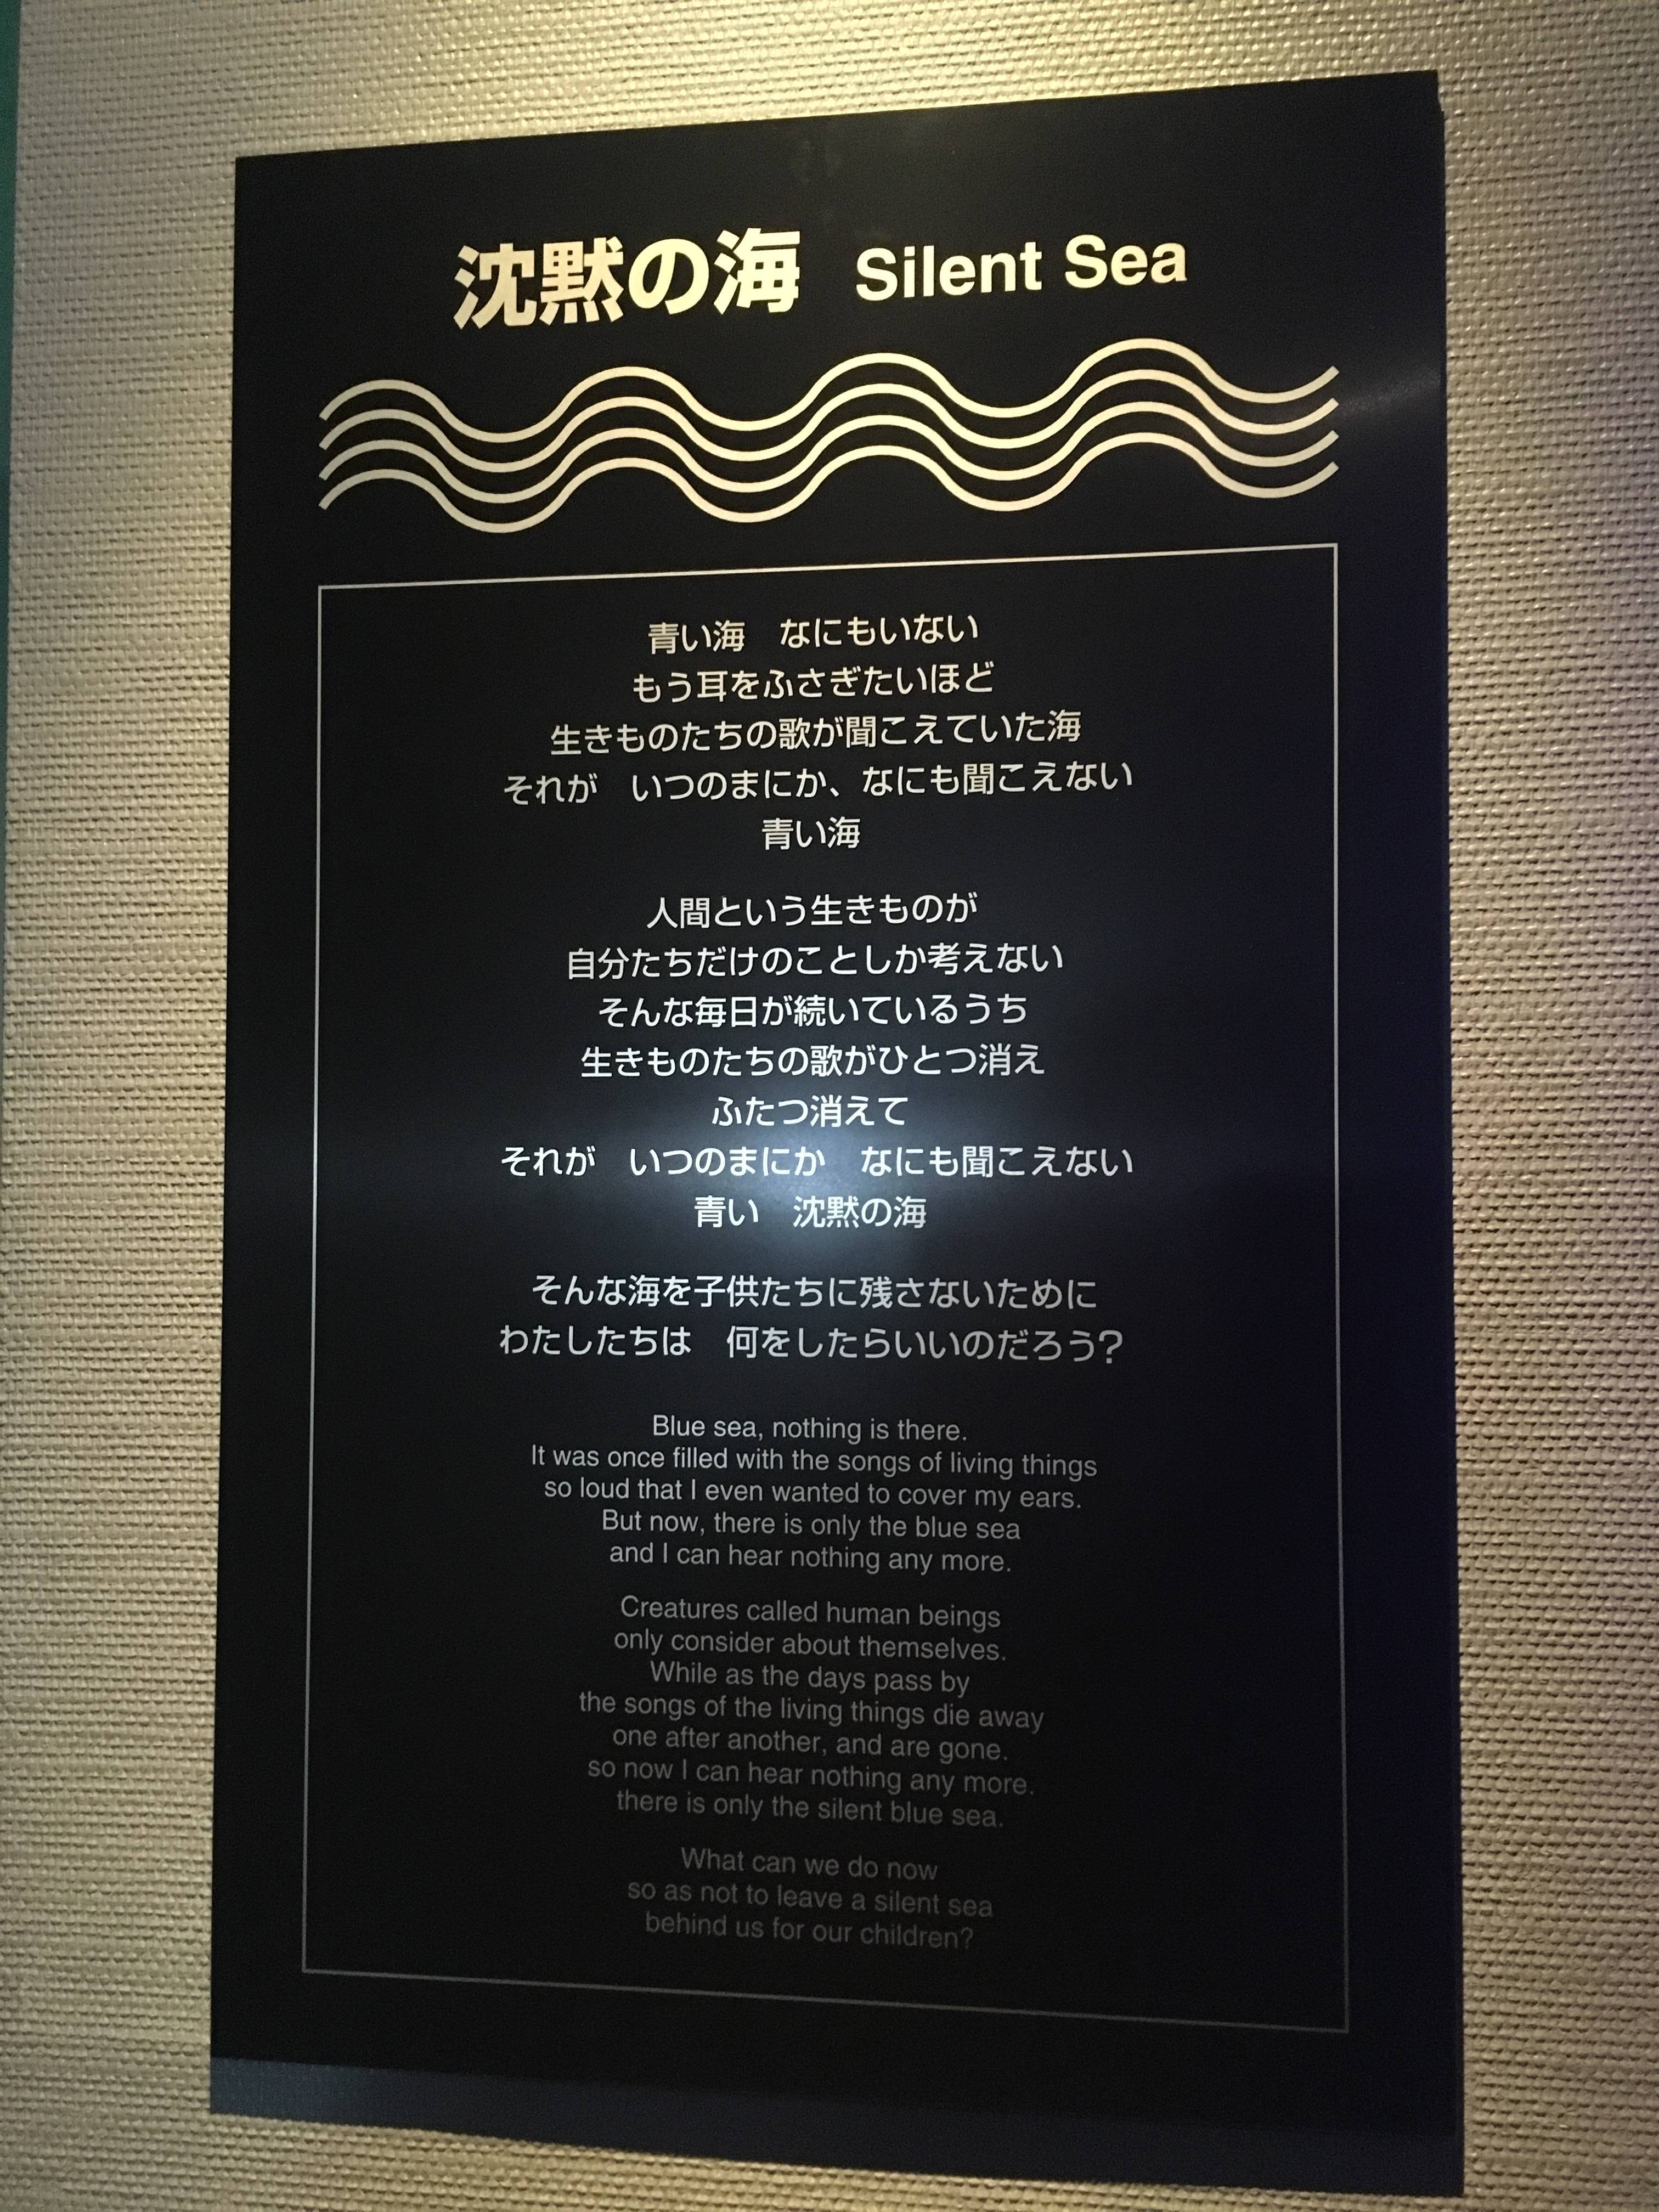 沈黙の海 Silent Sea
青い海 なにもいない
もう耳をふさぎたいほど
生きものたちの歌が聞こえていた海
それが いつのまにか、なにも聞こえない
青い海
人間という生きものが
自分たちだけのことしか考えない
そんな毎日が続いているうち
生きものたちの歌がひとつ消え
ふたつ消えて
それが いつのまにか なにも聞こえない
青い 沈黙の海
そんな海を子供たちに残さないために
わたしたちは 何をしたらいいのだろう?
Blue sea, nothing is there.
It was once filled with the songs of living things
so loud that I even wanted to cover my ears.
But now, there is only the blue sea
and I can hear nothing any more.
Creatures called human beings
only consider about themselves.
While as the days pass by
the songs of the living things die away
one after another, and are gone.
so now I can hear nothing any more.
there is only the silent blue sea.
What can we do now
so as not to leave a silent sea
behind us for our children?